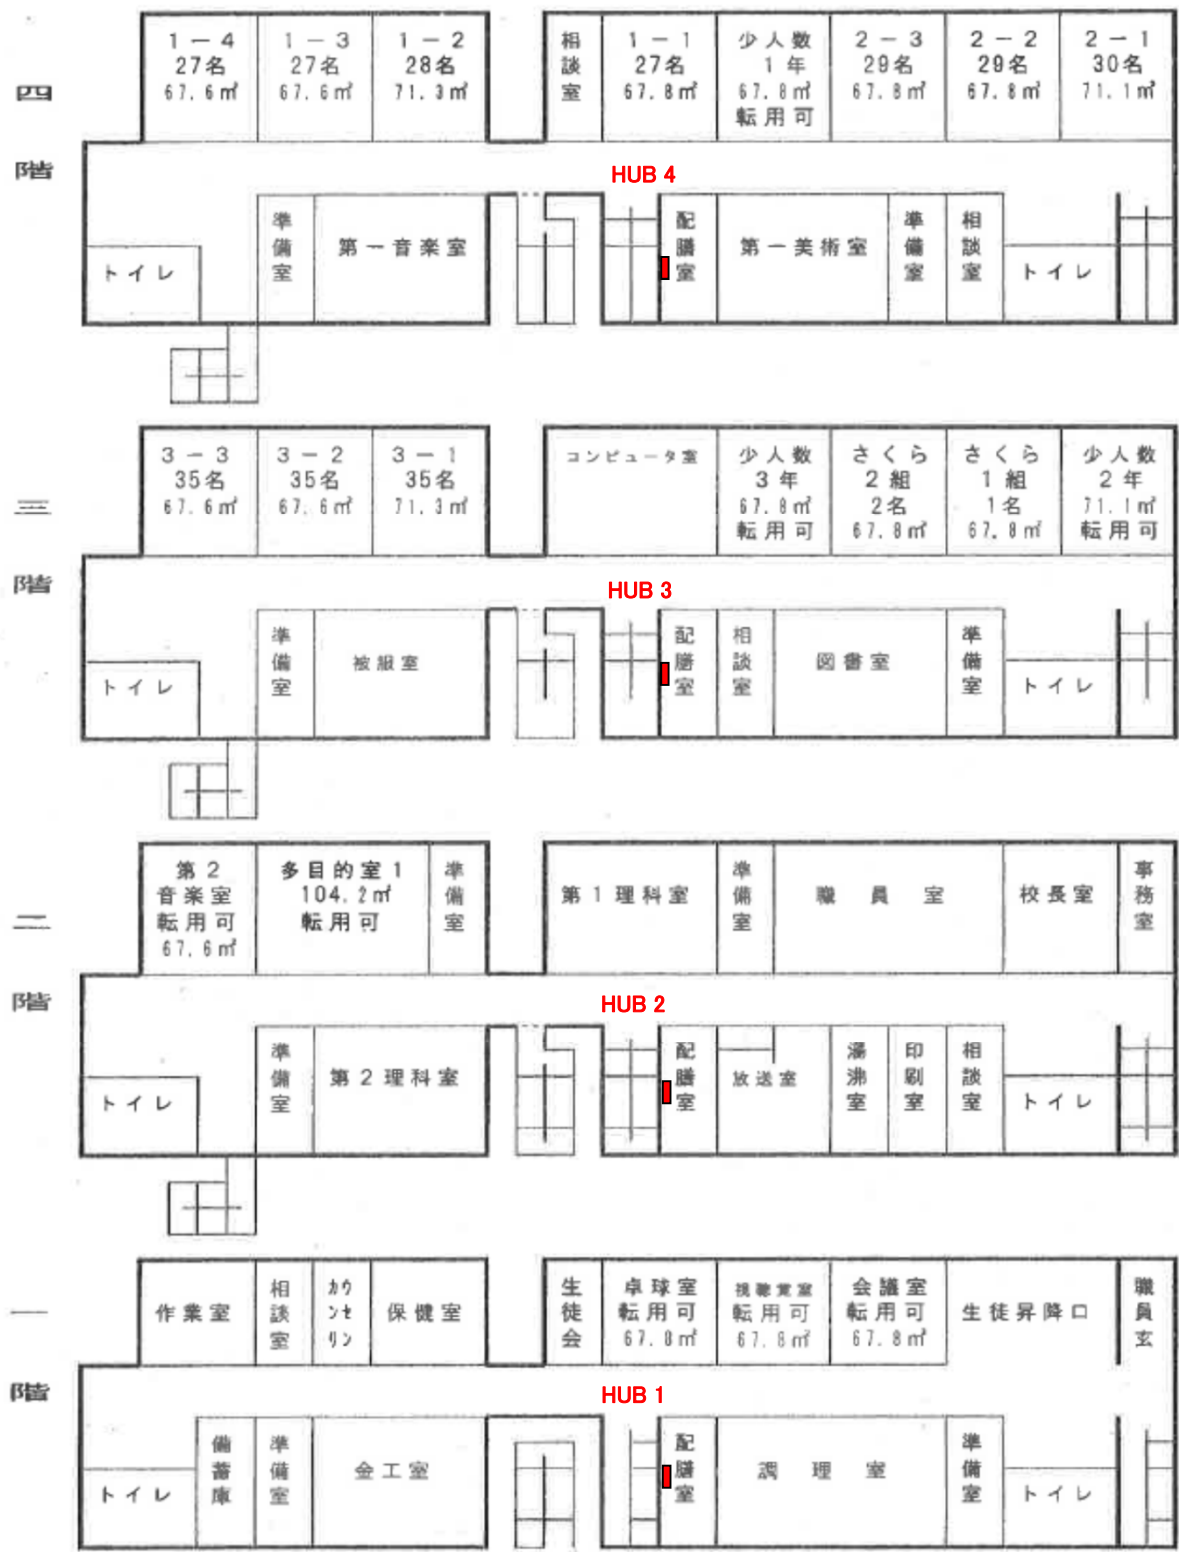 四階
1－4
27名
67.6㎡
1－3
27名
67.6㎡
1－2
28名
71.3㎡
相談室
1－1
27名
67.8㎡
少人数
1年
67.8㎡
転用可
2－3
29名
67.8㎡
2－2
29名
67.8㎡
2－1
30名
71.1㎡
HUB 4
トイレ
準備室
第一音楽室
配膳室
第一美術室
準備室
相談室
トイレ
三階
3－3
35名
67.6㎡
3－2
35名
67.6㎡
3－1
35名
71.3㎡
コンピュータ室
少人数
3年
67.8㎡
転用可
さくら
2組
2名
67.8㎡
さくら
1組
1名
67.8㎡
少人数
2年
71.1㎡
転用可
HUB 3
トイレ
準備室
被服室
配膳室
相談室
図書室
準備室
トイレ
二階
第2
音楽室
転用可
67.6㎡
多目的室1
104.2㎡
転用可
準備室
第1理科室
準備室
職員室
校長室
事務室
HUB 2
トイレ
準備室
第2理科室
配膳室
放送室
湯沸室
印刷室
相談室
トイレ
一階
作業室
相談室
カウンセリン
保健室
生徒会
卓球室
転用可
67.8㎡
視聴覚室
転用可
67.8㎡
会議室
転用可
67.8㎡
生徒昇降口
職員玄
HUB 1
トイレ
備蓄庫
準備室
金工室
配膳室
調理室
準備室
トイレ